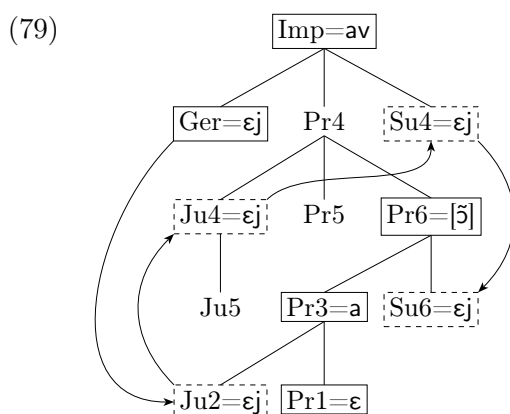 (79) Imp=av
Ger=ɛj Pr4 Su4=ɛj
Ju4=ɛj Pr5 Pr6=[ɔ̃]
Ju5 Pr3=a Su6=ɛj
Ju2=ɛj Pr1=ɛ